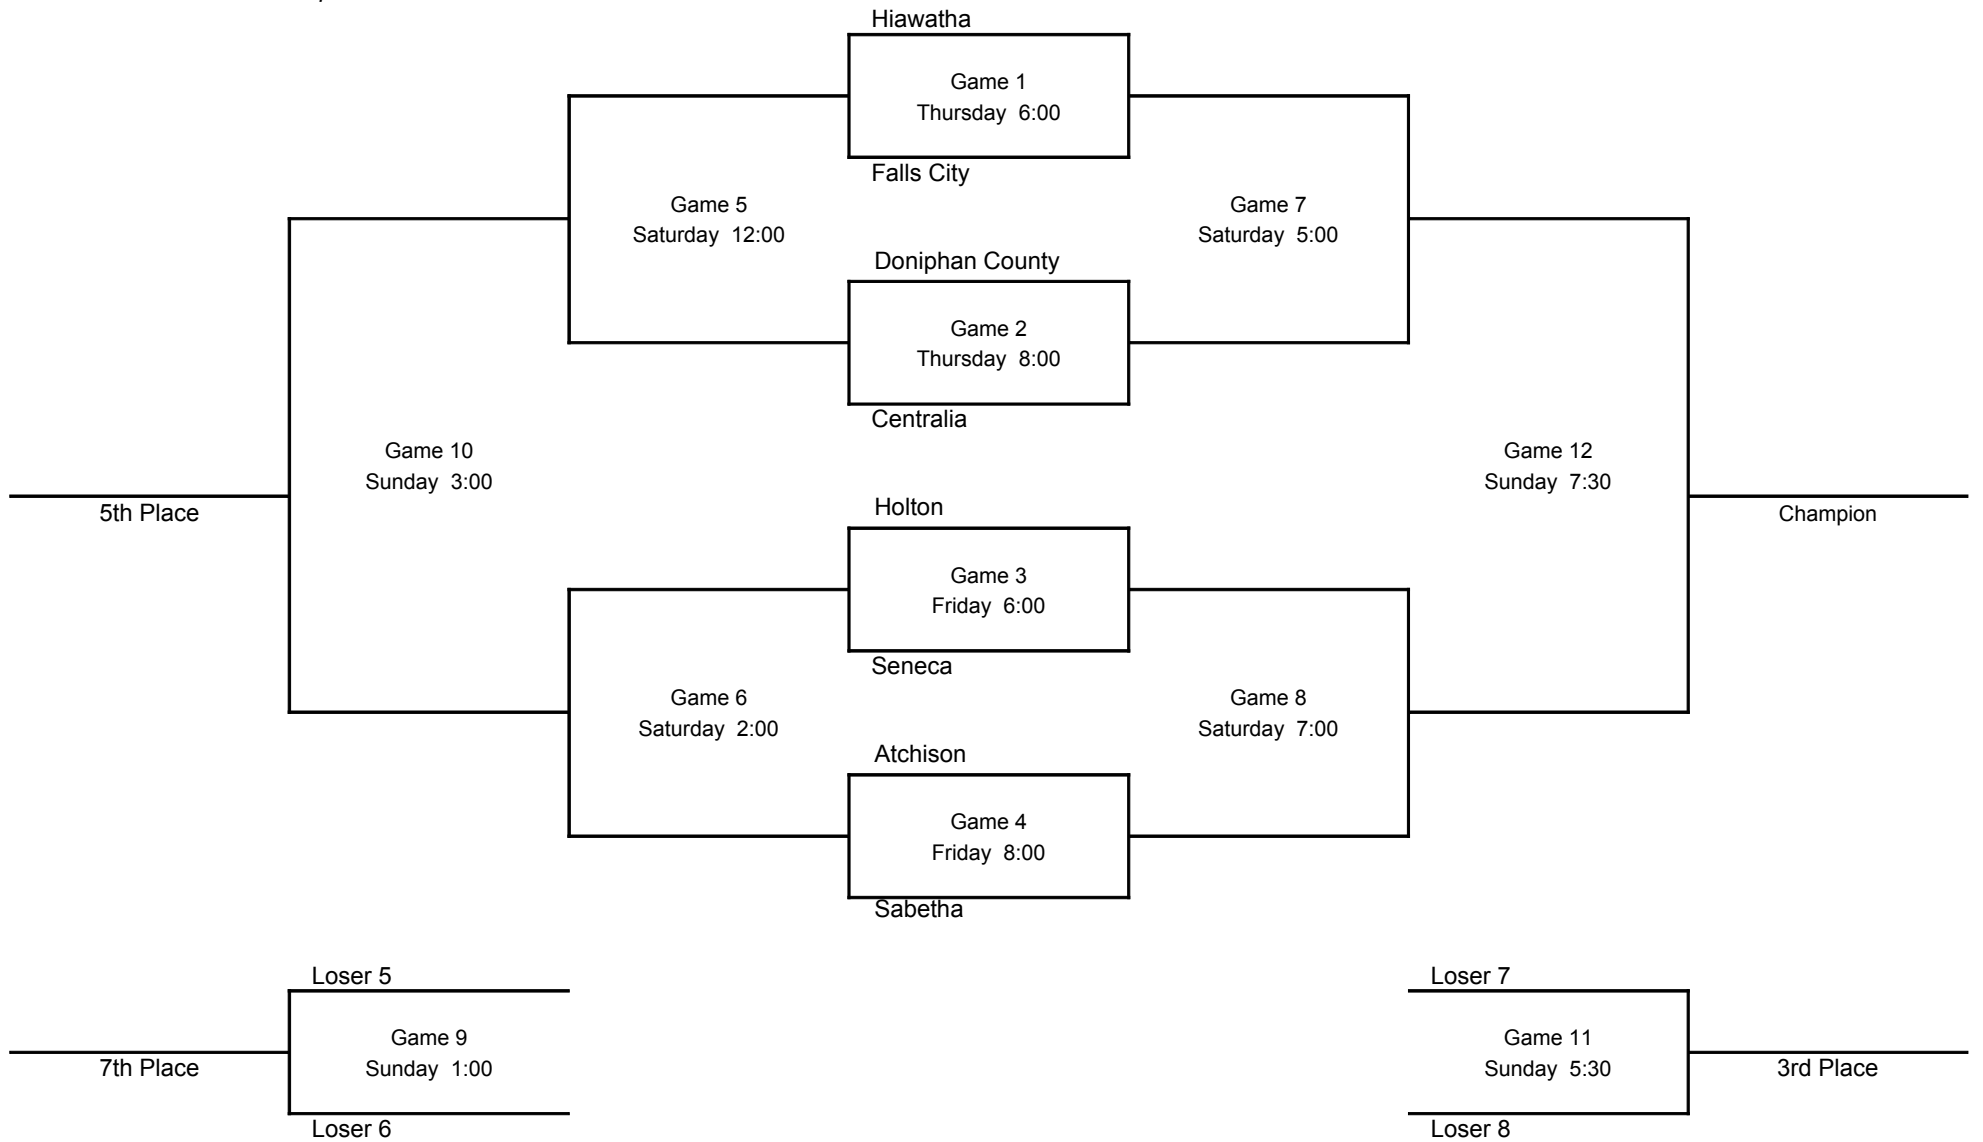 Hiawatha
Game 1
Thursday 6:00
Falls City
Game 5
Saturday 12:00
Game 7
Saturday 5:00
Doniphan County
Game 2
Thursday 8:00
Centralia
Game 10
Sunday 3:00
Game 12
Sunday 7:30
5th Place
Champion
Holton
Game 3
Friday 6:00
Seneca
Game 6
Saturday 2:00
Game 8
Saturday 7:00
Atchison
Game 4
Friday 8:00
Sabetha
Loser 5
Game 9
Sunday 1:00
7th Place
Loser 6
Loser 7
Game 11
Sunday 5:30
3rd Place
Loser 8